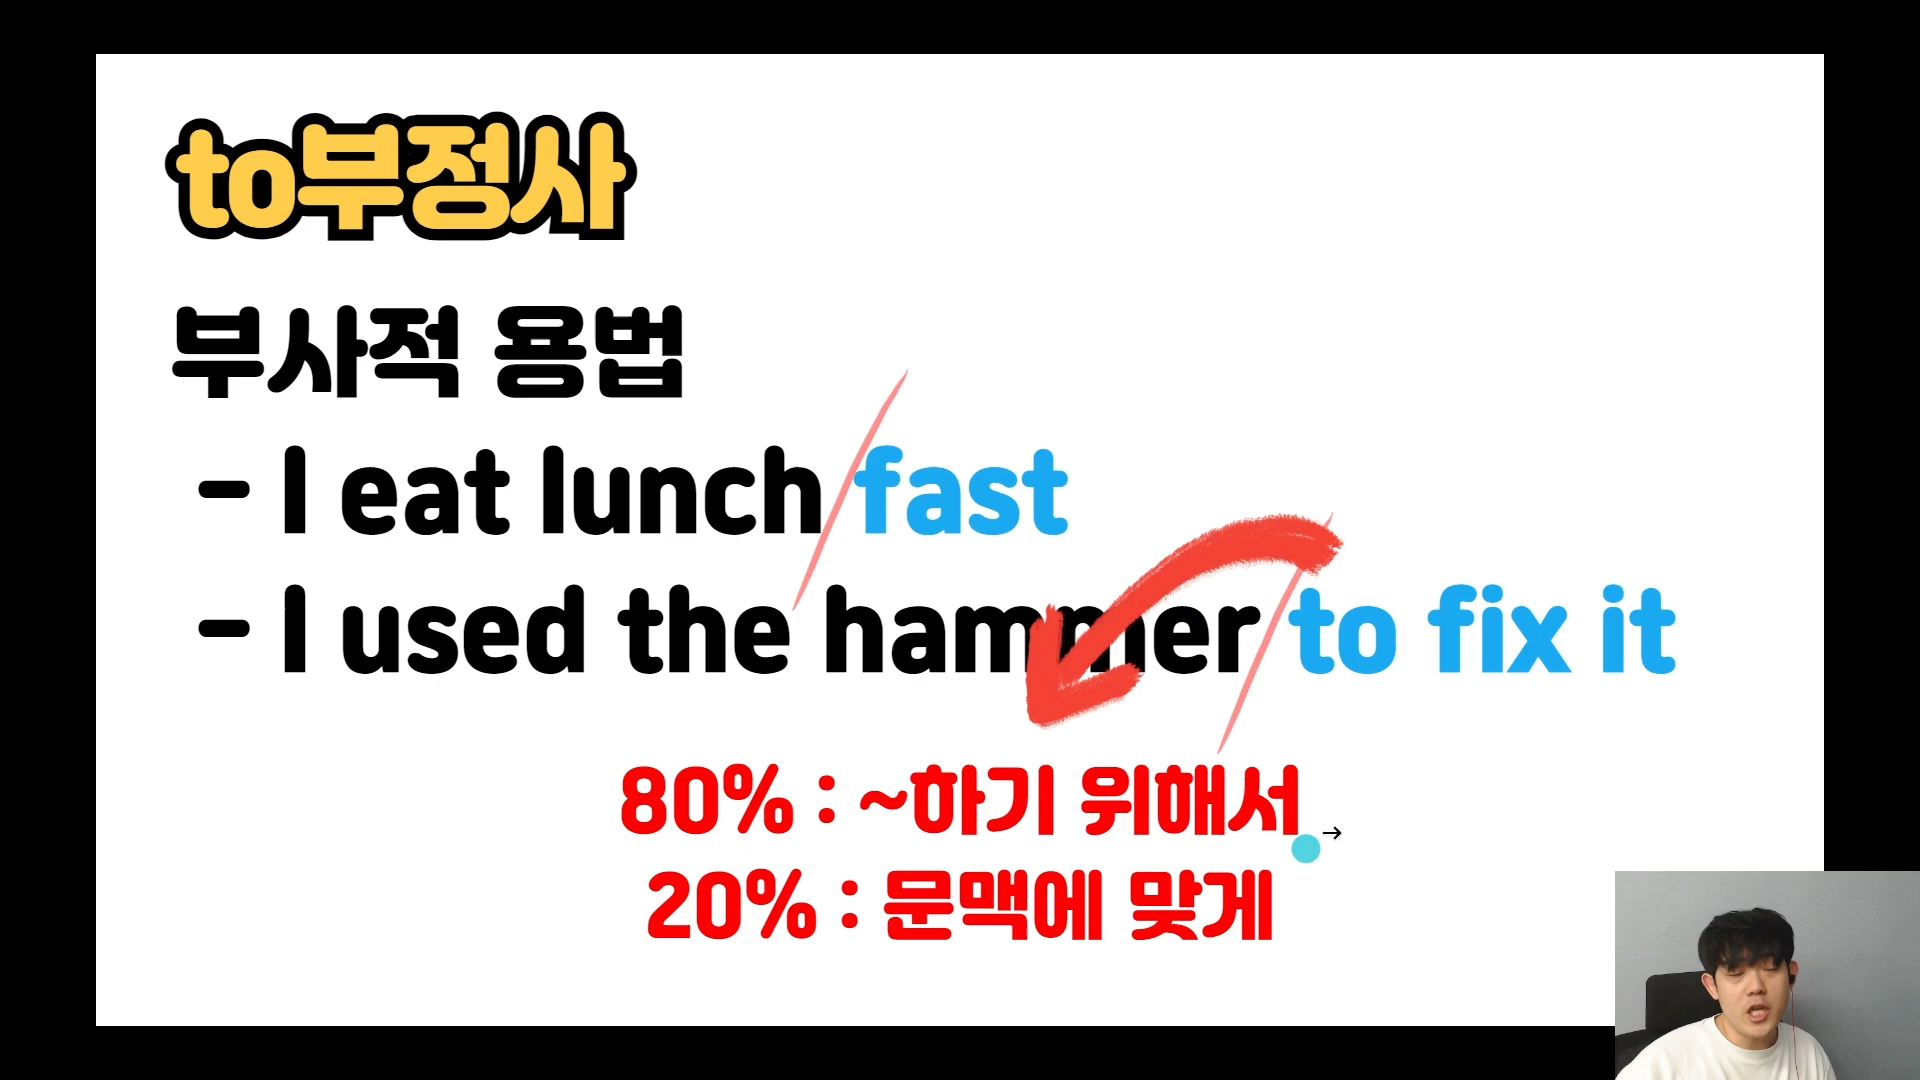 to부정사
부사적 용법
- I eat lunch fast
- I used the hammer to fix it
80% : ~하기 위해서
20% : 문맥에 맞게